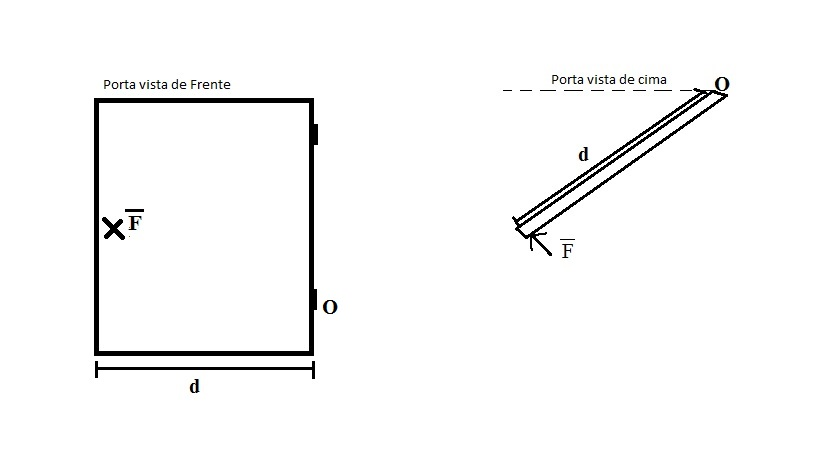 Porta vista de Frente
F̅
O
d
Porta vista de cima
O
d
F̅